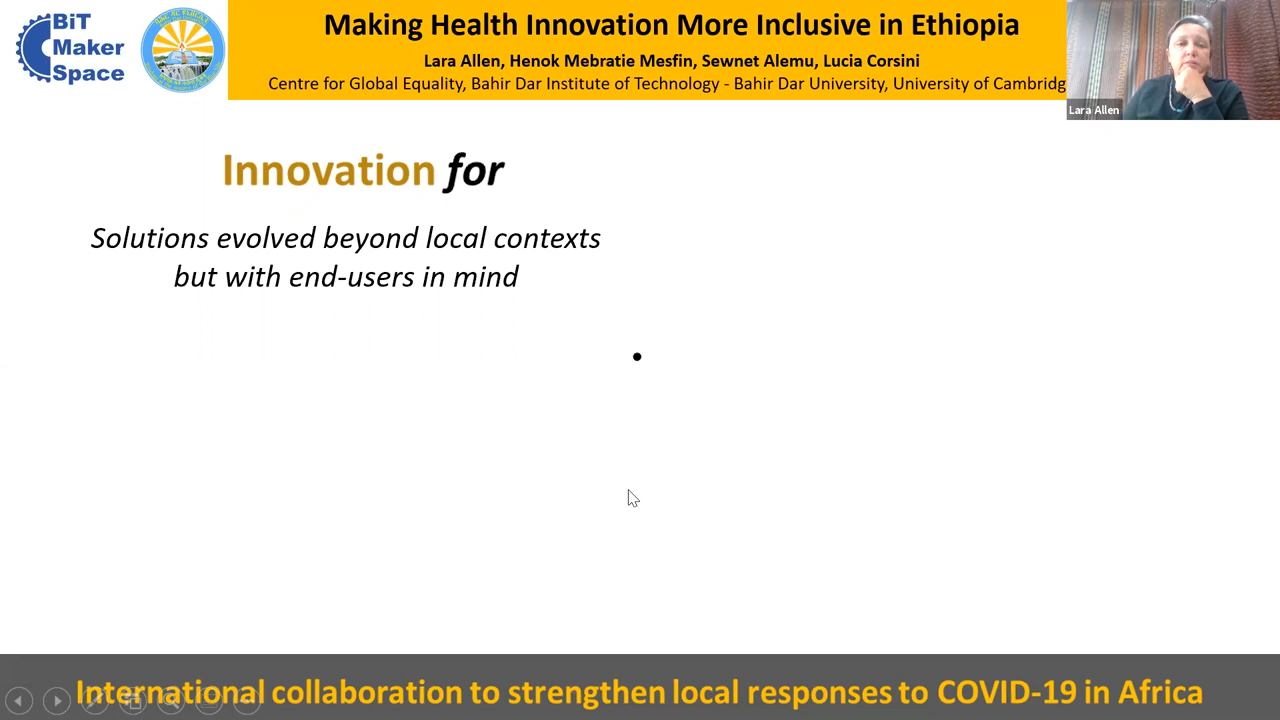 BiT
Maker
Space
Making Health Innovation More Inclusive in Ethiopia
Lara Allen, Henok Mebratie Mesfin, Sewnet Alemu, Lucia Corsini
Centre for Global Equality, Bahir Dar Institute of Technology - Bahir Dar University, University of Cambridg
Lara Allen
Innovation for
Solutions evolved beyond local contexts
but with end-users in mind
•
International collaboration to strengthen local responses to COVID-19 in Africa